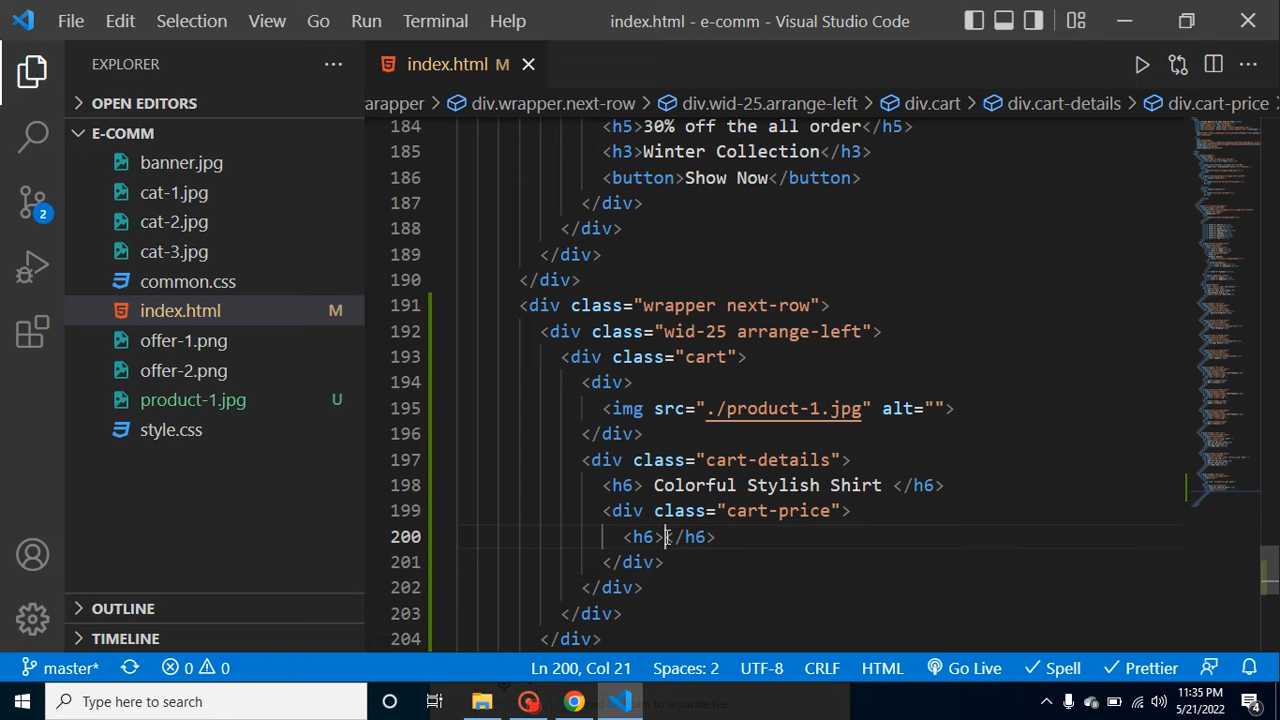 File Edit Selection View Go Run Terminal Help index.html - e-comm - Visual Studio Code
EXPLORER
index.html M
OPEN EDITORS
E-COMM
banner.jpg
cat-1.jpg
cat-2.jpg
cat-3.jpg
common.css
index.html M
offer-1.png
offer-2.png
product-1.jpg U
style.css
OUTLINE
TIMELINE
arapper div.wrapper.next-row div.wid-25.arrange-left div.cart div.cart-details div.cart-price
184 <h5>30% off the all order</h5>
185 <h3>Winter Collection</h3>
186 <button>Show Now</button>
187 </div>
188 </div>
189 </div>
190 </div>
191 <div class="wrapper next-row">
192 <div class="wid-25 arrange-left">
193 <div class="cart">
194 <div>
195 <img src="./product-1.jpg" alt="">
196 </div>
197 <div class="cart-details">
198 <h6> Colorful Stylish Shirt </h6>
199 <div class="cart-price">
200 <h6></h6>
201 </div>
202 </div>
203 </div>
204 </div>
2
master* 0 0 Ln 200, Col 21 Spaces: 2 UTF-8 CRLF HTML Go Live Spell Prettier
Type here to search
11:35 PM
5/21/2022
4